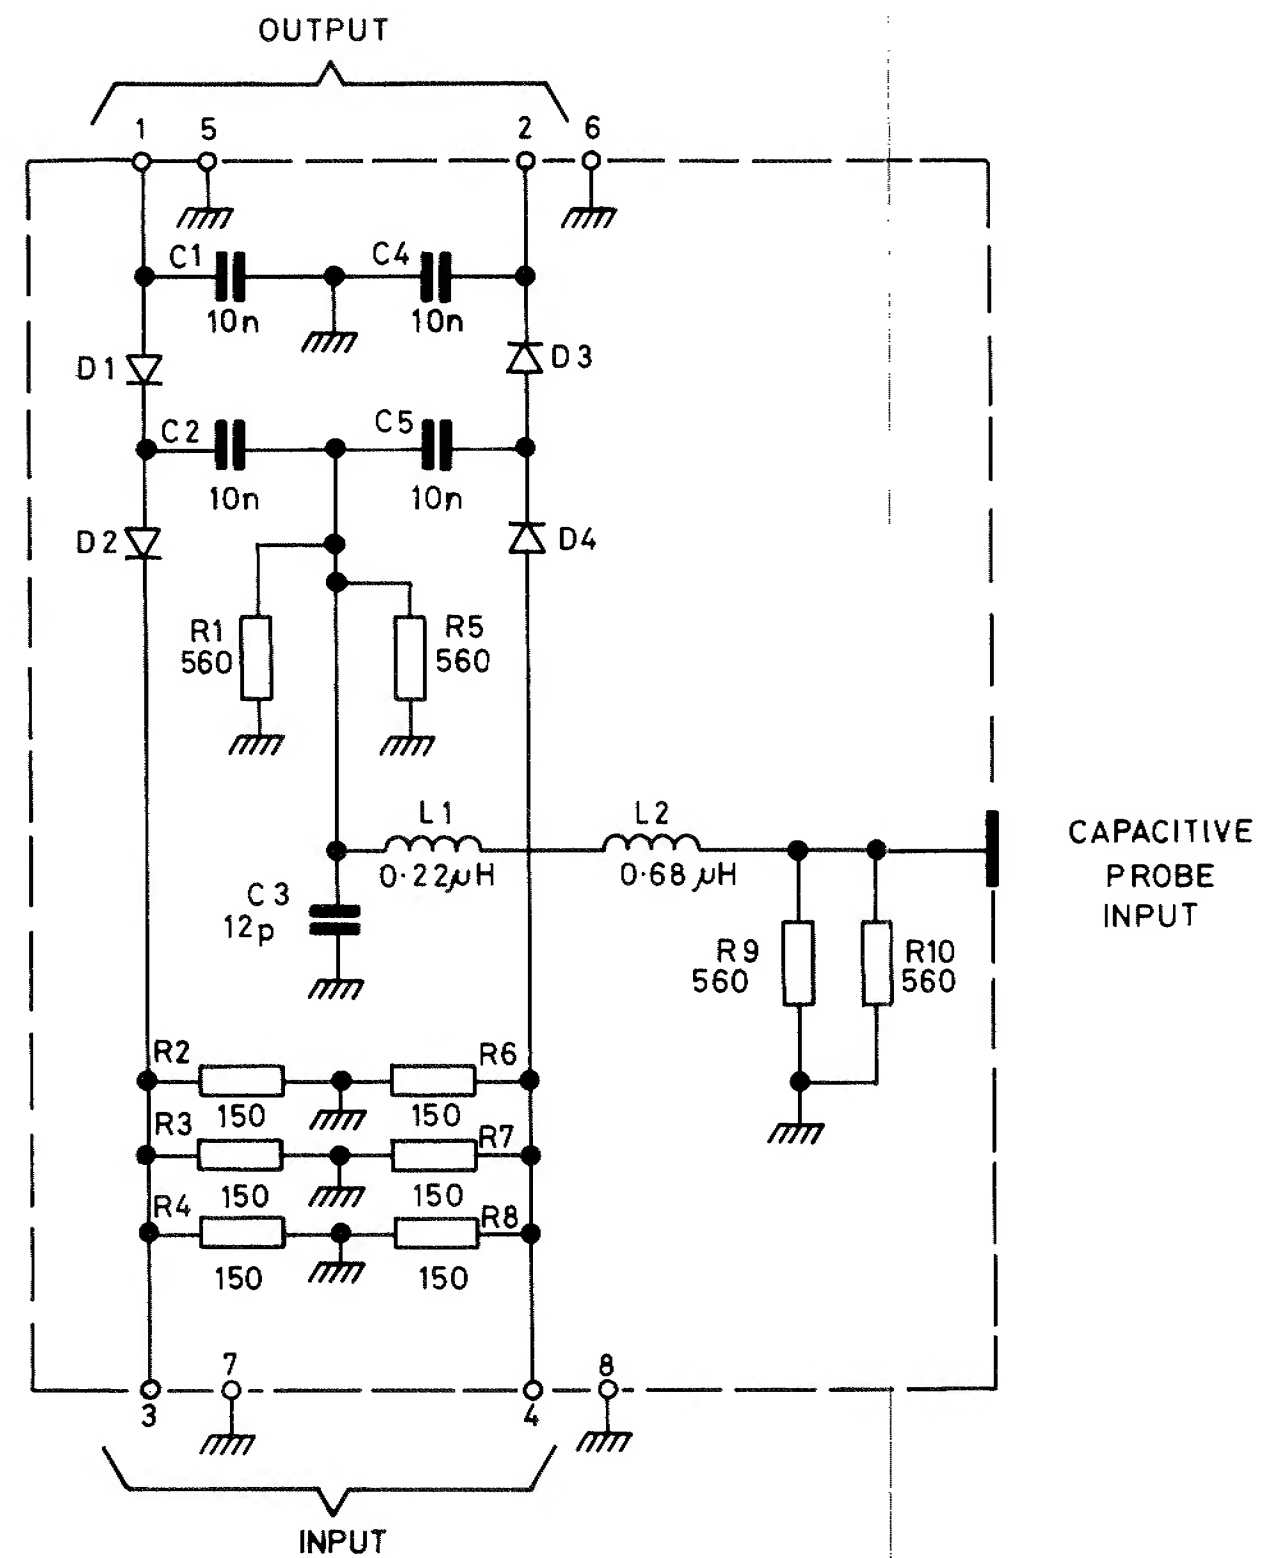 OUTPUT
1 5 2 6
C1 C4
10n 10n
D1 D3
C2 C5
10n 10n
D2 D4
R1 R5
560 560
L1 L2
0·22µH 0·68µH
CAPACITIVE
PROBE
INPUT
C3
12p
R9 R10
560 560
R2 R6
150 150
R3 R7
150 150
R4 R8
150 150
7 8
3 4
INPUT